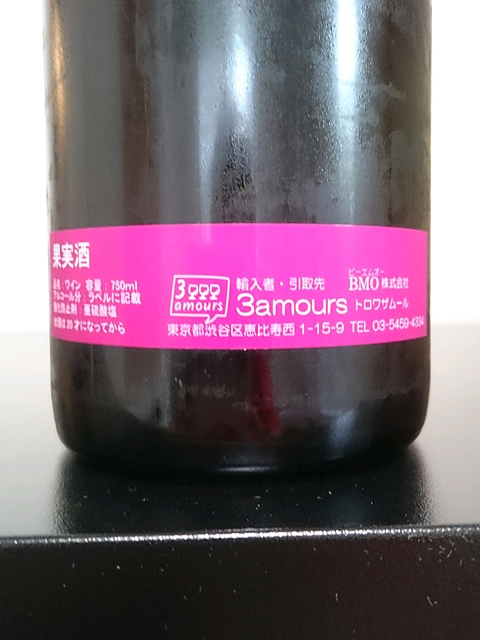 果実酒
品名：ワイン 容量：750ml
アルコール分：ラベルに記載
酸化防止剤：亜硫酸塩
飲酒は20才になってから
3
amours
輸入者・引取先
ビーエムオー
BMO株式会社
3amours トロワザムール
東京都渋谷区恵比寿西 1-15-9 TEL 03-5459-4334